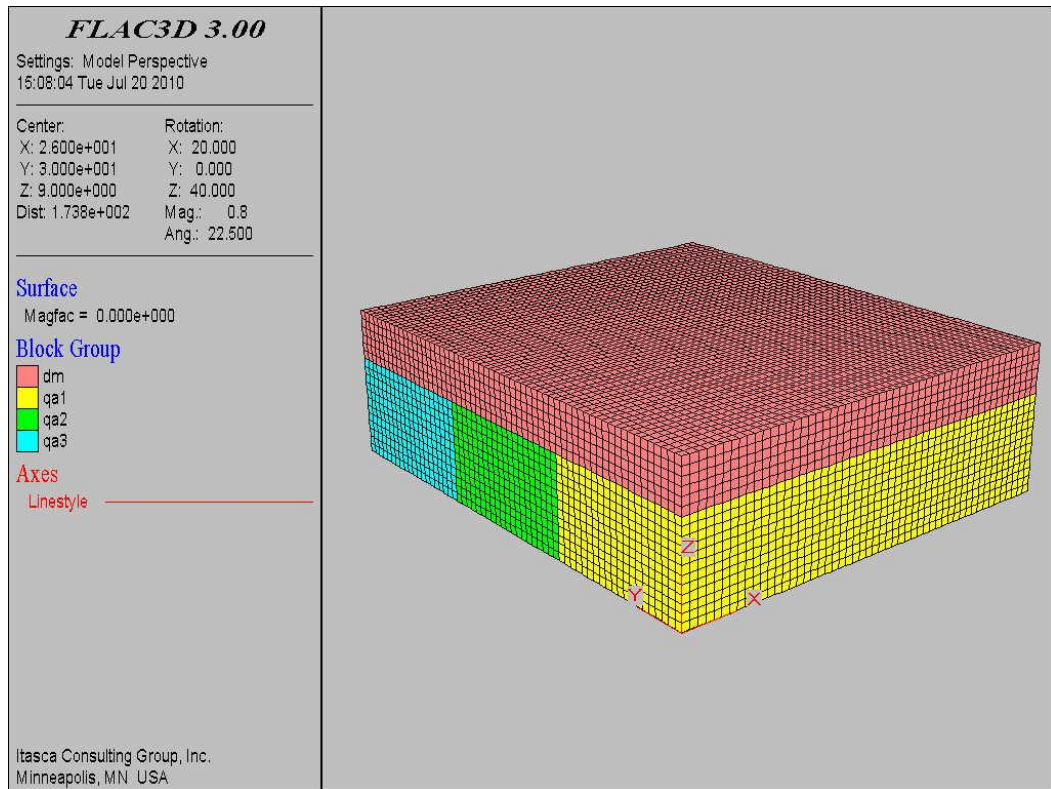 FLAC3D 3.00
Settings: Model Perspective
15:08:04 Tue Jul 20 2010
Center:
X: 2.600e+001
Y: 3.000e+001
Z: 9.000e+000
Dist: 1.738e+002
Rotation:
X: 20.000
Y: 0.000
Z: 40.000
Mag.: 0.8
Ang.: 22.500
Surface
Magfac = 0.000e+000
Block Group
dm
qa1
qa2
qa3
Axes
Linestyle
Z
Y
X
Itasca Consulting Group, Inc.
Minneapolis, MN USA